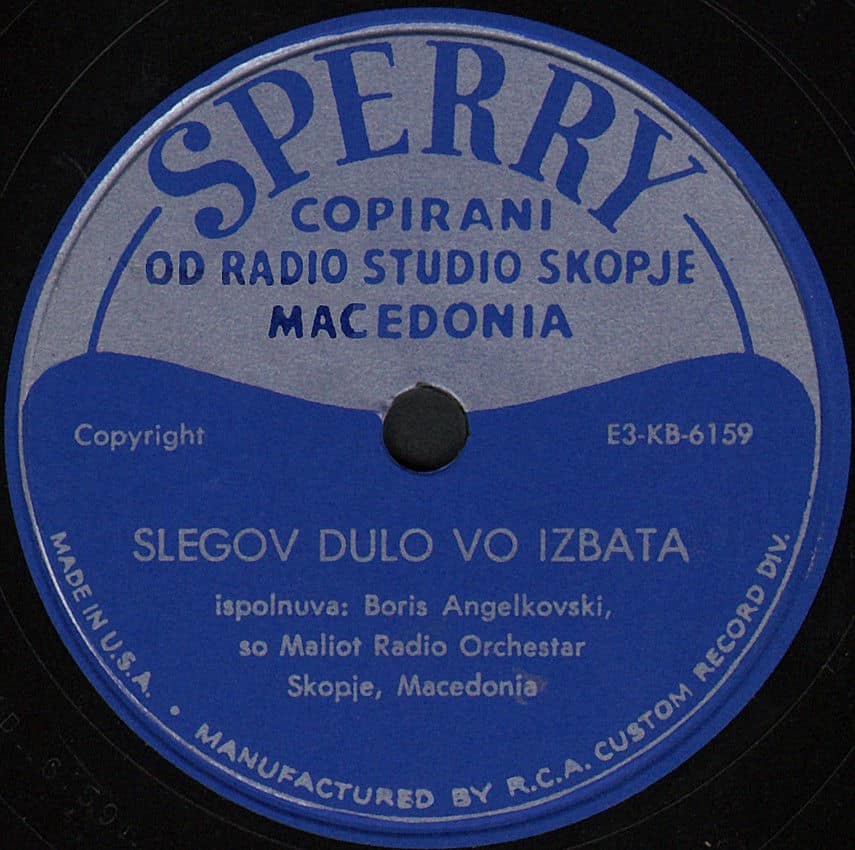 SPERRY
COPIRANI
OD RADIO STUDIO SKOPJE
MACEDONIA
Copyright
E3-KB-6159
SLEGOV DULO VO IZBATA
ispolnuva: Boris Angelkovski,
so Maliot Radio Orchestar
Skopje, Macedonia
MADE IN U.S.A. • MANUFACTURED BY R.C.A. CUSTOM RECORD DIV.